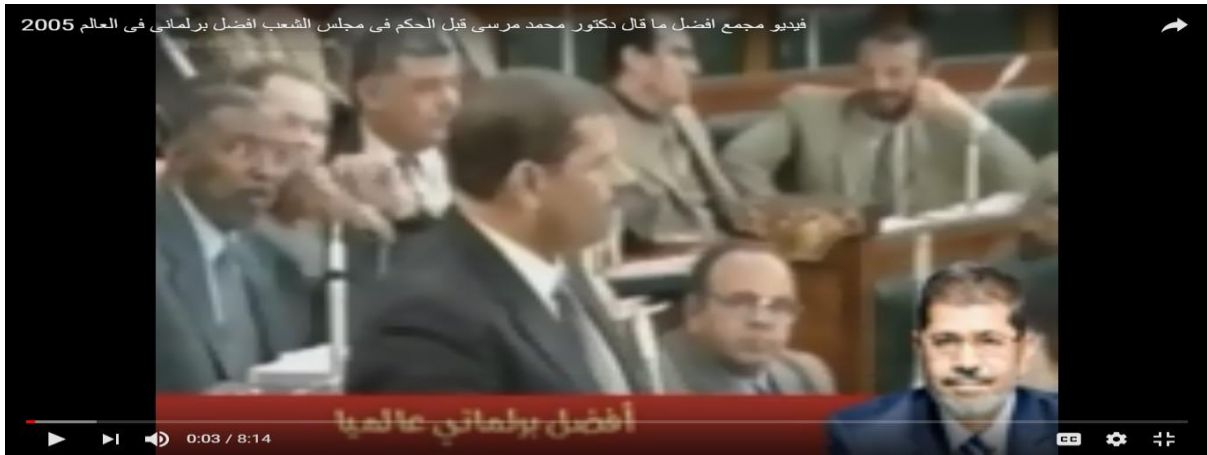 فيديو مجمع افضل ما قال دكتور محمد مرسى قبل الحكم فى مجلس الشعب افضل برلمانى فى العالم 2005
أفضل برلماني عالميا
0:03 / 8:14
CC